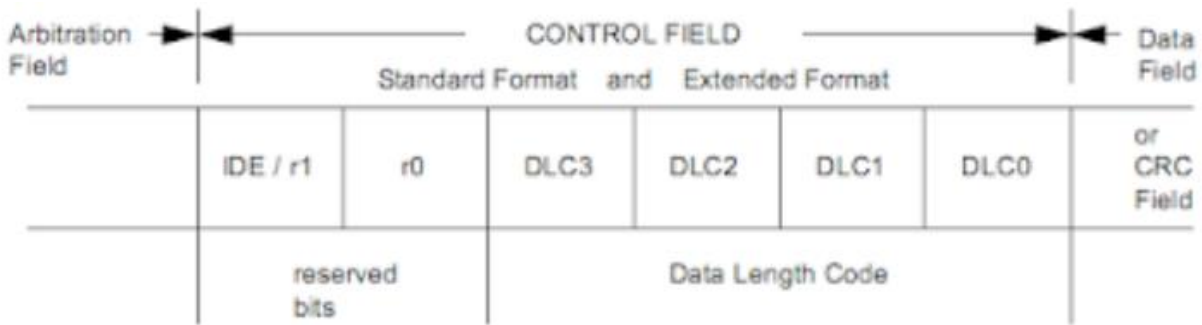 Arbitration Field
CONTROL FIELD
Data Field
Standard Format and Extended Format
IDE / r1
r0
DLC3
DLC2
DLC1
DLC0
or CRC Field
reserved bits
Data Length Code